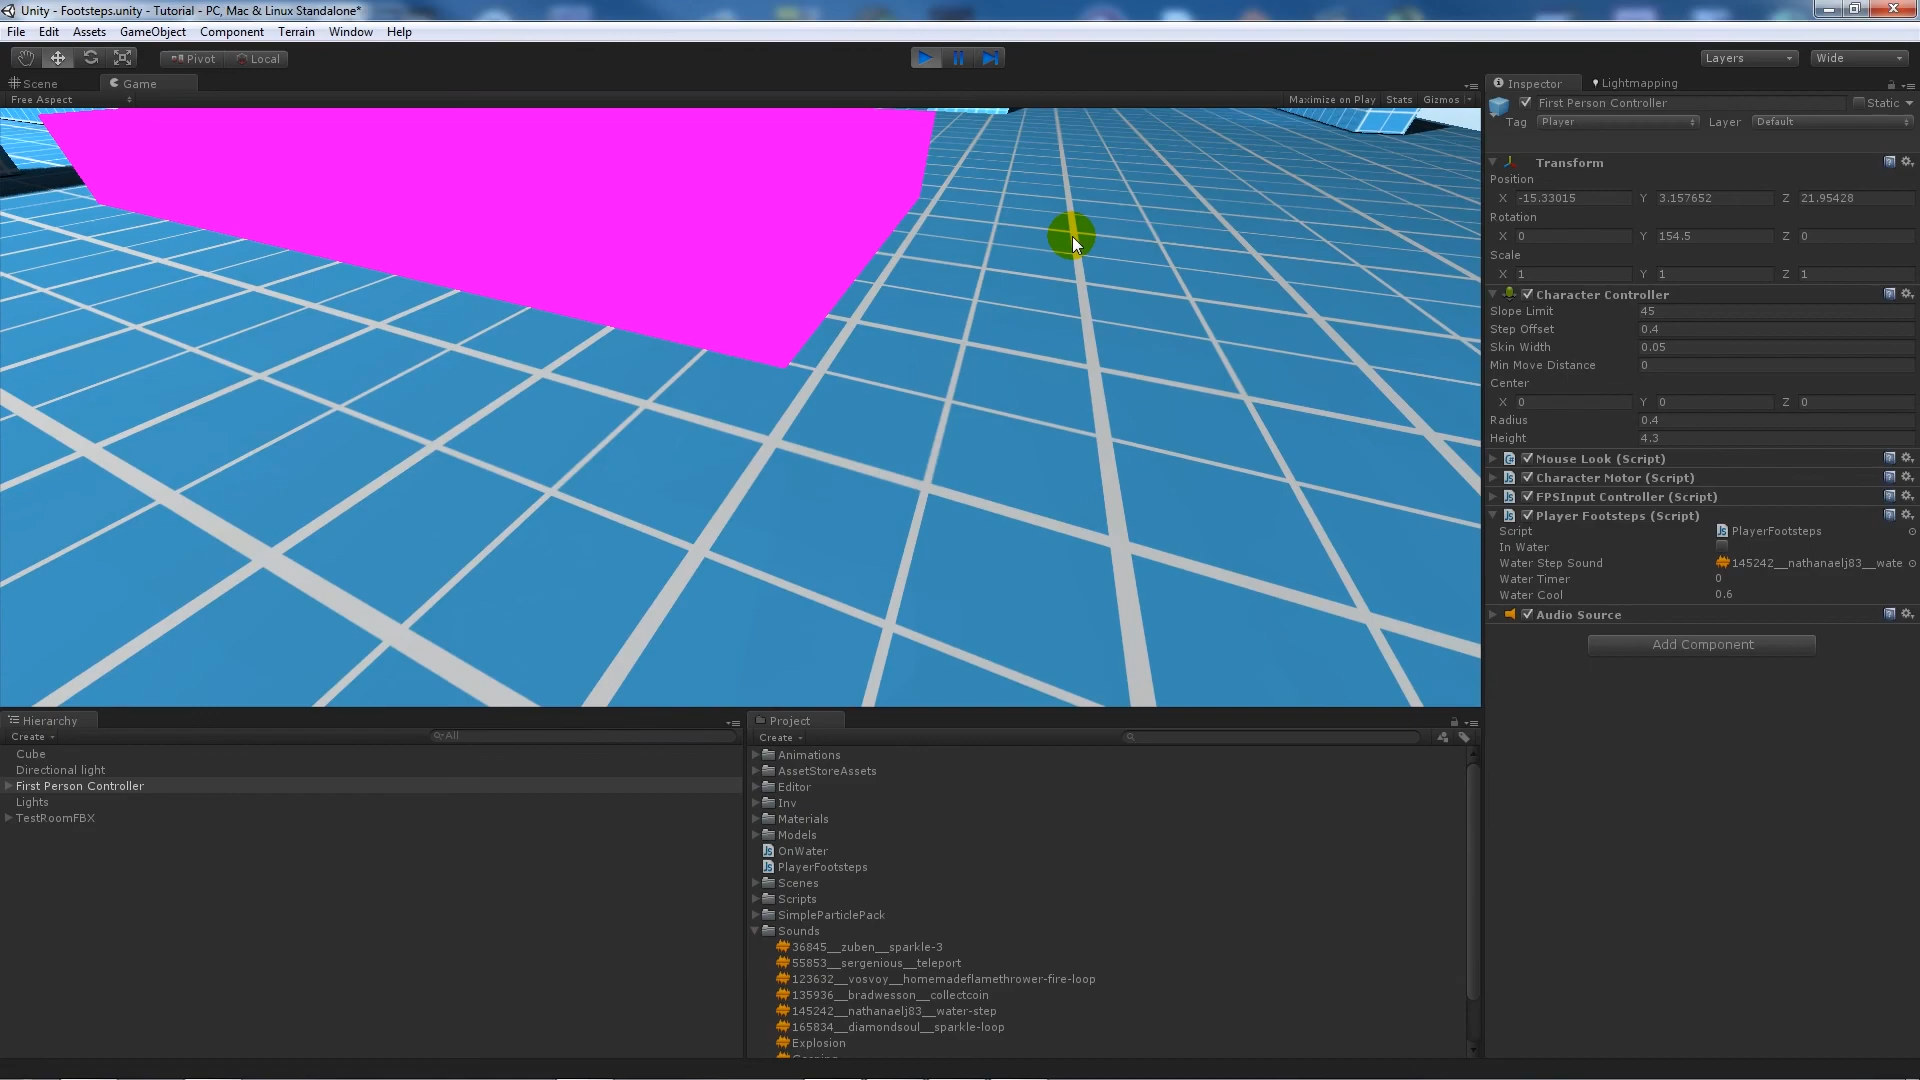 Unity - Footsteps.unity - Tutorial - PC, Mac & Linux Standalone*
File Edit Assets GameObject Component Terrain Window Help
Pivot Local Layers Wide
Scene Game
Free Aspect Maximize on Play Stats Gizmos
Inspector Lightmapping
First Person Controller Static
Tag Player Layer Default
Transform
Position
X -15.33015 Y 3.157652 Z 21.95428
Rotation
X 0 Y 154.5 Z 0
Scale
X 1 Y 1 Z 1
Character Controller
Slope Limit 45
Step Offset 0.4
Skin Width 0.05
Min Move Distance 0
Center
X 0 Y 0 Z 0
Radius 0.4
Height 4.3
Mouse Look (Script)
Character Motor (Script)
FPSInput Controller (Script)
Player Footsteps (Script)
Script PlayerFootsteps
In Water
Water Step Sound 145242__nathanaelj83__wate
Water Timer 0
Water Cool 0.6
Audio Source
Add Component
Hierarchy
Create All
Cube
Directional light
First Person Controller
Lights
TestRoomFBX
Project
Create
Animations
AssetStoreAssets
Editor
Inv
Materials
Models
OnWater
PlayerFootsteps
Scenes
Scripts
SimpleParticlePack
Sounds
36845__zuben__sparkle-3
55853__sergenious__teleport
123632__vosvoy__homemadeflamethrower-fire-loop
135936__bradwesson__collectcoin
145242__nathanaelj83__water-step
165834__diamondsoul__sparkle-loop
Explosion